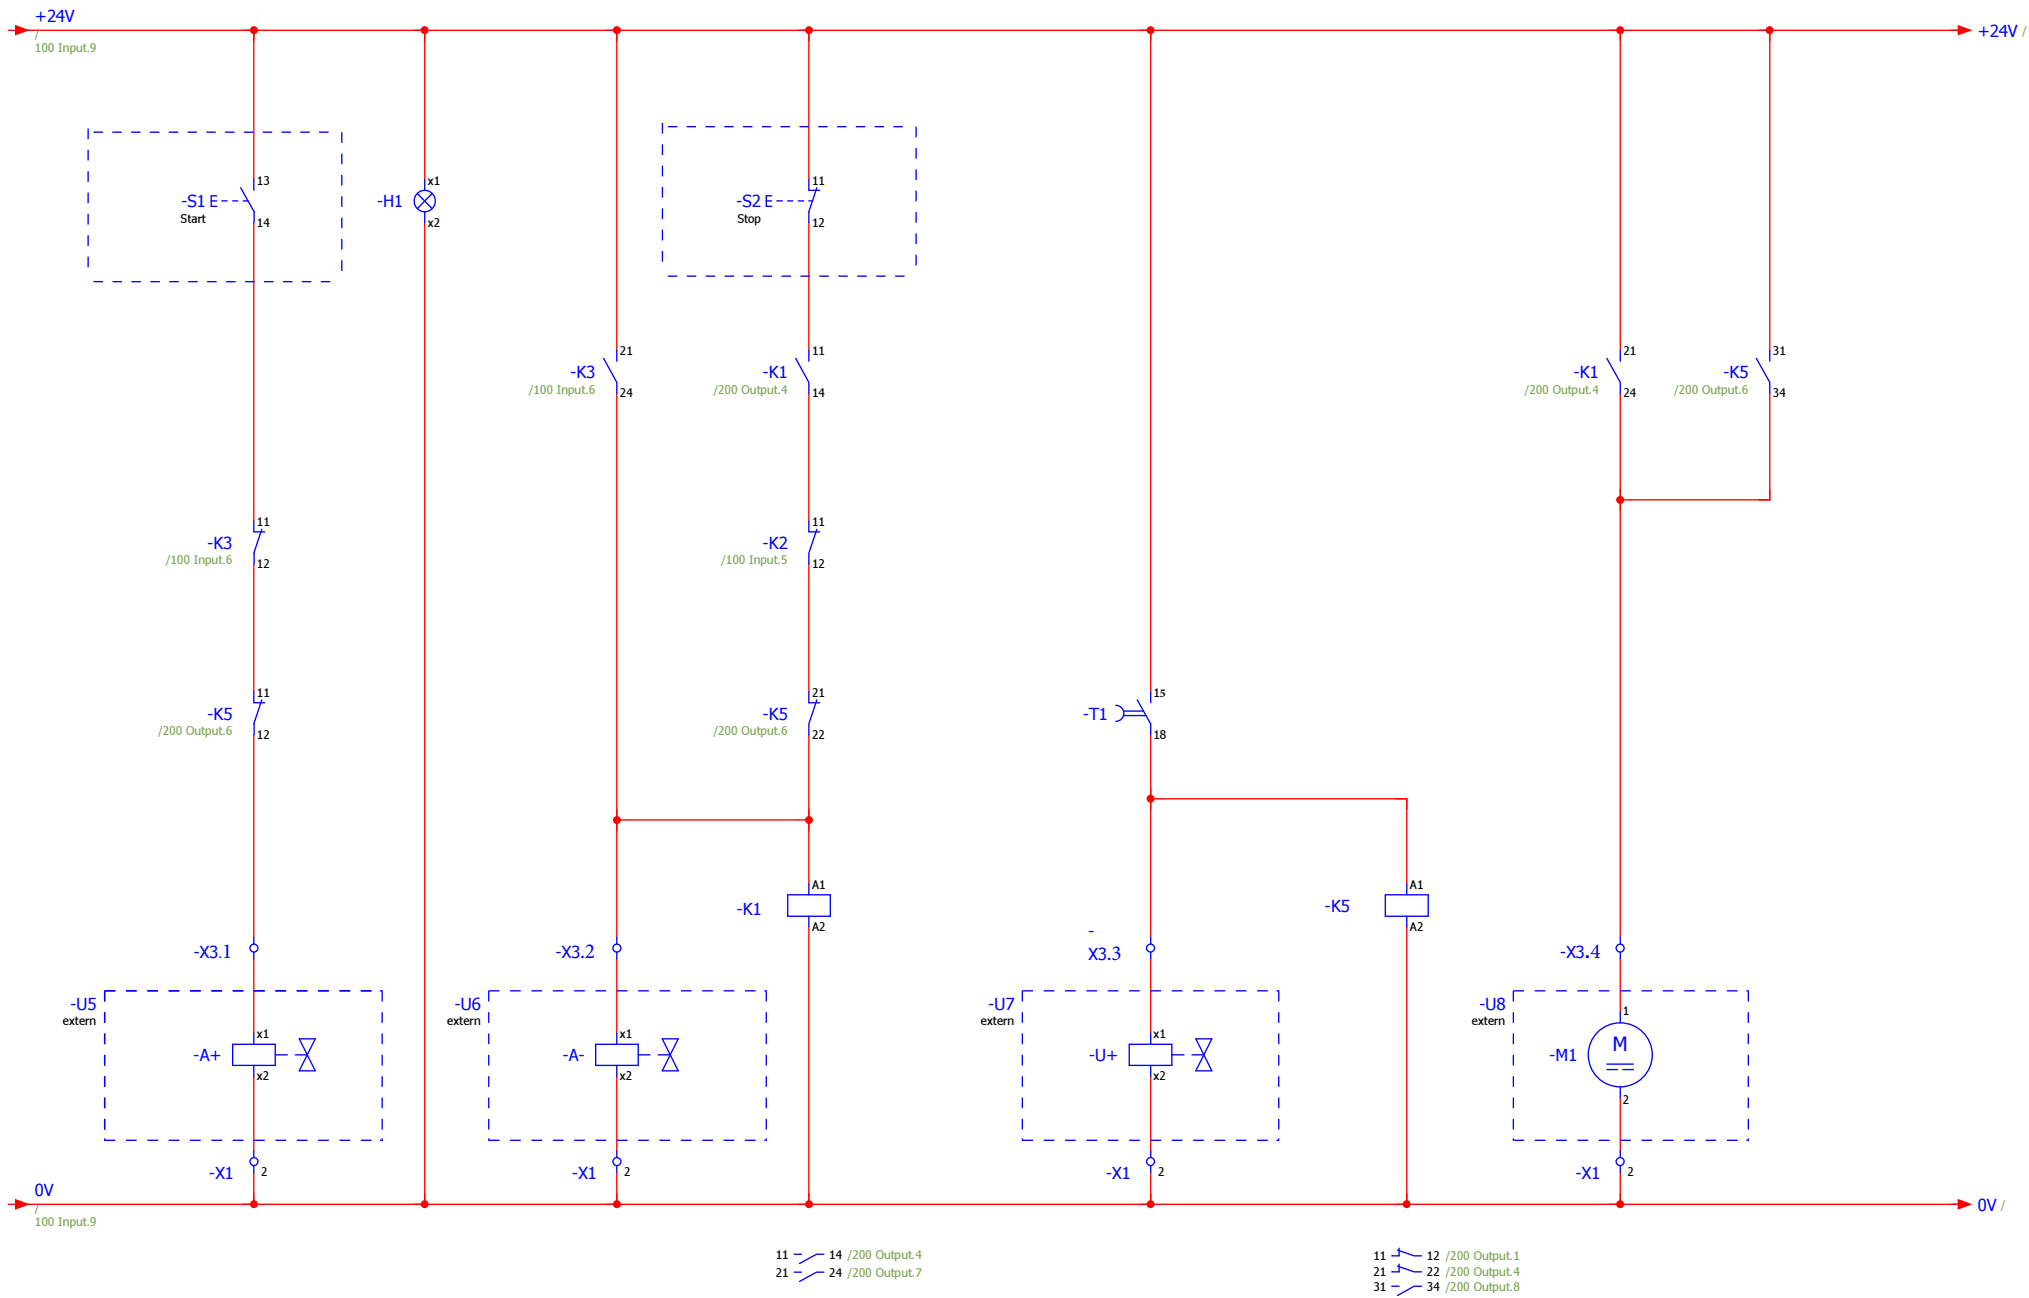 +24V
/
100 Input.9
+24V /
13
-S1 E
Start
14
x1
-H1
x2
11
-S2 E
Stop
12
21
-K3
/100 Input.6
24
11
-K1
/200 Output.4
14
21
-K1
/200 Output.4
24
31
-K5
/200 Output.6
34
11
-K3
/100 Input.6
12
11
-K2
/100 Input.5
12
11
-K5
/200 Output.6
12
21
-K5
/200 Output.6
22
15
-T1
18
A1
-K1
A2
A1
-K5
A2
-X3.1
-X3.2
-
X3.3
-X3.4
-U5
extern
x1
-A+
x2
-U6
extern
x1
-A-
x2
-U7
extern
x1
-U+
x2
-U8
extern
1
-M1
M
2
-X1 2
-X1 2
-X1 2
-X1 2
0V
/
100 Input.9
0V /
11 14 /200 Output.4
21 24 /200 Output.7
11 12 /200 Output.1
21 22 /200 Output.4
31 34 /200 Output.8